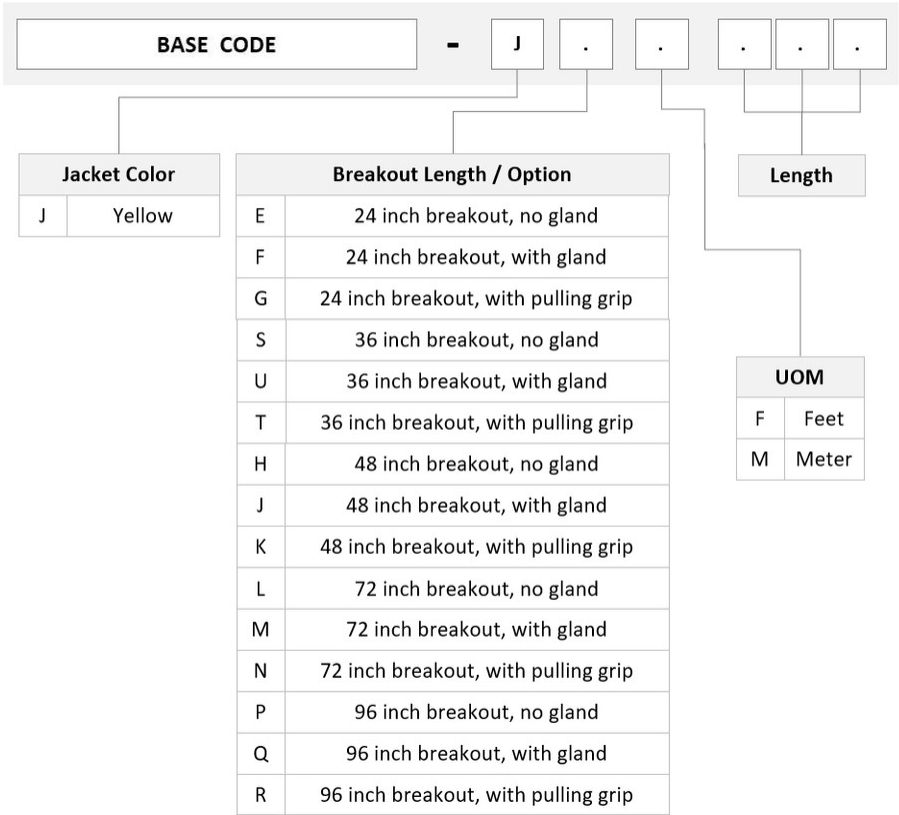 BASE CODE - J . . . . .
Jacket Color
J Yellow
Breakout Length / Option
E 24 inch breakout, no gland
F 24 inch breakout, with gland
G 24 inch breakout, with pulling grip
S 36 inch breakout, no gland
U 36 inch breakout, with gland
T 36 inch breakout, with pulling grip
H 48 inch breakout, no gland
J 48 inch breakout, with gland
K 48 inch breakout, with pulling grip
L 72 inch breakout, no gland
M 72 inch breakout, with gland
N 72 inch breakout, with pulling grip
P 96 inch breakout, no gland
Q 96 inch breakout, with gland
R 96 inch breakout, with pulling grip
Length
UOM
F Feet
M Meter